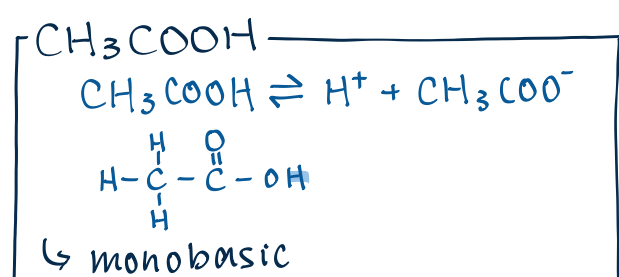 CH₃COOH
CH₃COOH ⇌ H⁺ + CH₃COO⁻
H O
H-C-C-OH
H
↳ monobasic